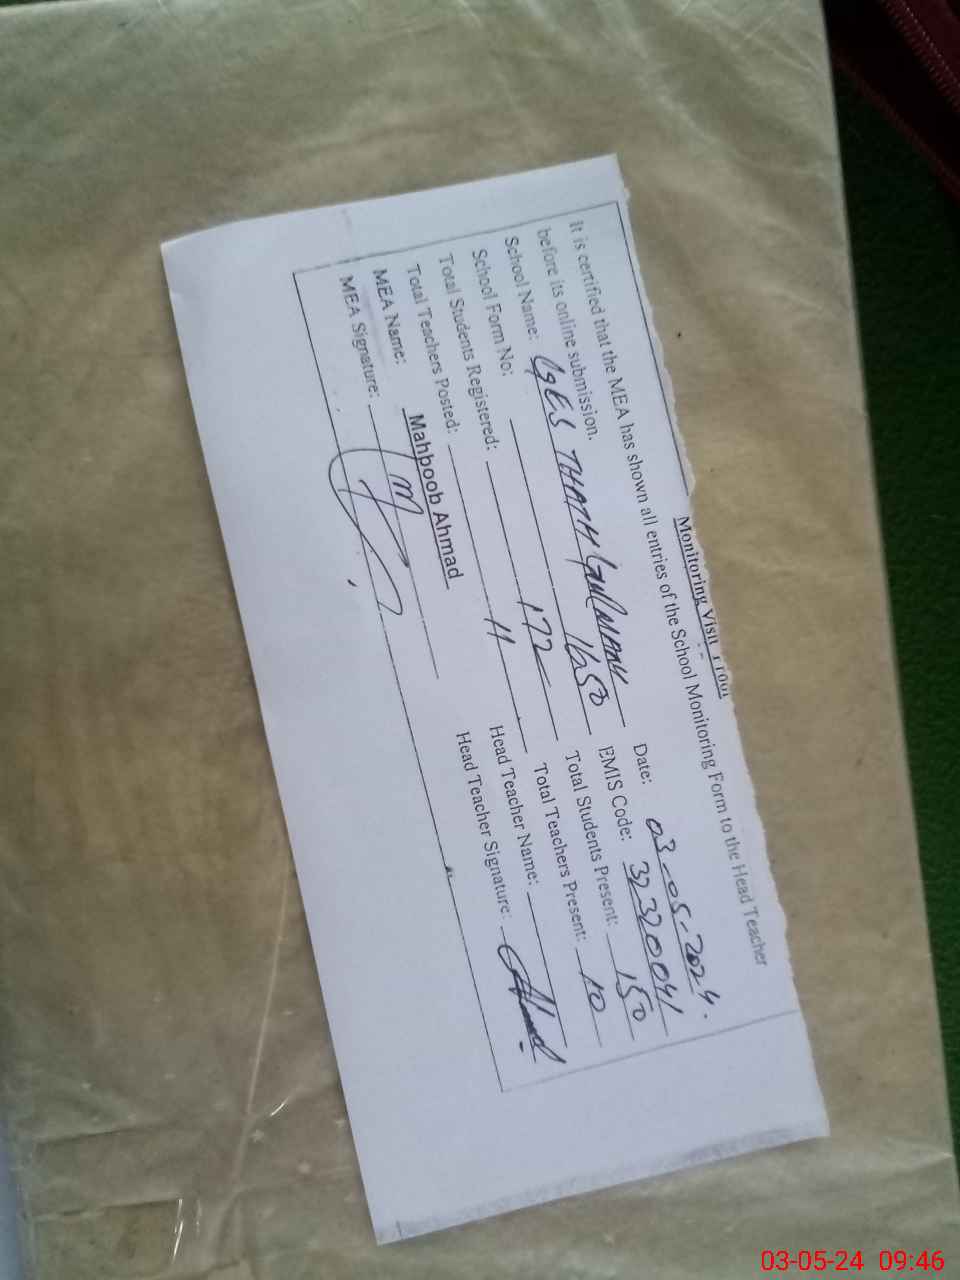 Monitoring Visit Proof
It is certified that the MEA has shown all entries of the School Monitoring Form to the Head Teacher
before its online submission.
Date: 03-05-2024.
School Name: GGES THATH
EMIS Code: 32320041
School Form No: 1650
Total Students Present: 150
Total Students Registered: 172
Total Teachers Present: 10
Total Teachers Posted: 11
Head Teacher Name:
MEA Name: Mahboob Ahmad
Head Teacher Signature:
MEA Signature:
03-05-24 09:46